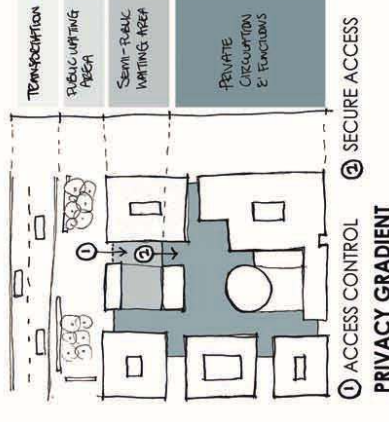 TRANSPORTATION
PUBLIC WAITING
AREA
SEMI-PUBLIC
WAITING AREA
PRIVATE
CIRCULATION
& FUNCTIONS
1
2
1 ACCESS CONTROL
2 SECURE ACCESS
PRIVACY GRADIENT